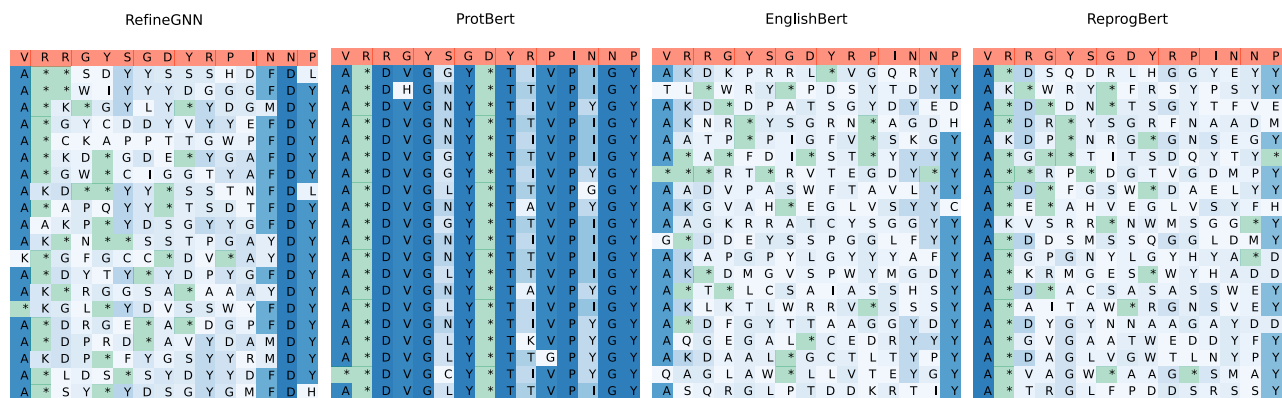 RefineGNN
V R R G Y S G D Y R P I N N P
A * * S D Y Y S S S H D F D L
A * * W I Y Y Y D G G G F D Y
A * K * G Y L Y * Y D G M D Y
A * G Y C D D Y V Y Y E F D Y
A * C K A P P T T G W P F D Y
A * K D * G D E * Y G A F D Y
A * G W * C I G G T Y A F D Y
A K D * * Y Y * S S T N F D L
A * A P Q Y Y * T S D T F D Y
A A K P * Y D S G Y Y G F D Y
A K * N * * S S T P G A Y D Y
K * G F G C C * D V * A Y D Y
A * D Y T Y * Y D P Y G F D Y
A K * R G G S A * A A A Y D Y
* K G L * Y D V S S W Y F D Y
A * D R G E * A * D G P F D Y
A * D P R D * A V Y D A M D Y
A K D P * F Y G S Y Y R M D Y
A * L D S * S Y D Y Y D F D Y
A * S Y * Y D S G Y G M F D H
ProtBert
V R R G Y S G D Y R P I N N P
A * D V G G Y * T I V P I G Y
A * D H G N Y * T T V P I G Y
A * D V G N Y * T I V P Y G Y
A * D V G N Y * T T V P I G Y
A * D V G N Y * T T V P I G Y
A * D V G G Y * T I V P I G Y
A * D V G G Y * T I V P Y G Y
A * D V G L Y * T T V P G G Y
A * D V G N Y * T A V P Y G Y
A * D V G G Y * T T V P I G Y
A * D V G N Y * T I V P I G Y
A * D V G N Y * T T V P I G Y
A * D V G L Y * T T V P I G Y
A * D V G N Y * T A V P Y G Y
A * D V G L Y * T I V P I G Y
A * D V G N Y * T I V P Y G Y
A * D V G L Y * T K V P Y G Y
A * D V G L Y * T T G P Y G Y
* * D V G C Y * T T V P Y G Y
A * D V G L Y * T T V P I G Y
EnglishBert
V R R G Y S G D Y R P I N N P
A K D K P R R L * V G Q R Y Y
T L * W R Y * P D S Y T D Y Y
A K D * D P A T S G Y D Y E D
A K N R * Y S G R N * A G D H
A A T P * P I G F V * S K G Y
A * A * F D I * S T * Y Y Y Y
* * * R T * R V T E G D Y * Y
A A D V P A S W F T A V L Y Y
A K G V A H * E G L V S Y Y C
A A G K R R A T C Y S G G Y Y
G * D D E Y S S P G G L F Y Y
A K A P G P Y L G Y Y Y A F Y
A K * D M G V S P W Y M G D Y
A * T * L C S A I A S S H S Y
A K L K T L W R R V * S S S Y
A * D F G Y T T A A G G Y D Y
A Q G E G A L * C E D R Y Y Y
A K D A A L * G C T L T Y P Y
Q A G L A W * L L V T E Y G Y
A S Q R G L P T D D K R T I Y
ReprogBert
V R R G Y S G D Y R P I N N P
A * D S Q D R L H G G Y E Y Y
A K * W R Y * F R S Y P S Y Y
A * D * D N * T S G Y T F V E
A * D R * Y S G R F N A A D M
A K D P * N R G * G N S E G Y
A * G * * T I T S D Q Y T Y *
A * * R P * D G T V G D M P Y
A * D * F G S W * D A E L Y Y
A * E * A H V E G L V S Y F H
A K V S R R * N W M S G G * Y
A * D D S M S S Q G G L D M Y
A * G P G N Y L G Y H Y A * D
A * K R M G E S * W Y H A D D
A * D * A C S A S A S S W E Y
A * A I T A W * R G N S V E Y
A * D Y G Y N N A A G A Y D D
A * G V G A A T W E D D Y F Y
A * D A G L V G W T L N Y P Y
A * V A G W * A A G * S M A Y
A * T R G L F P D D S R S S Y